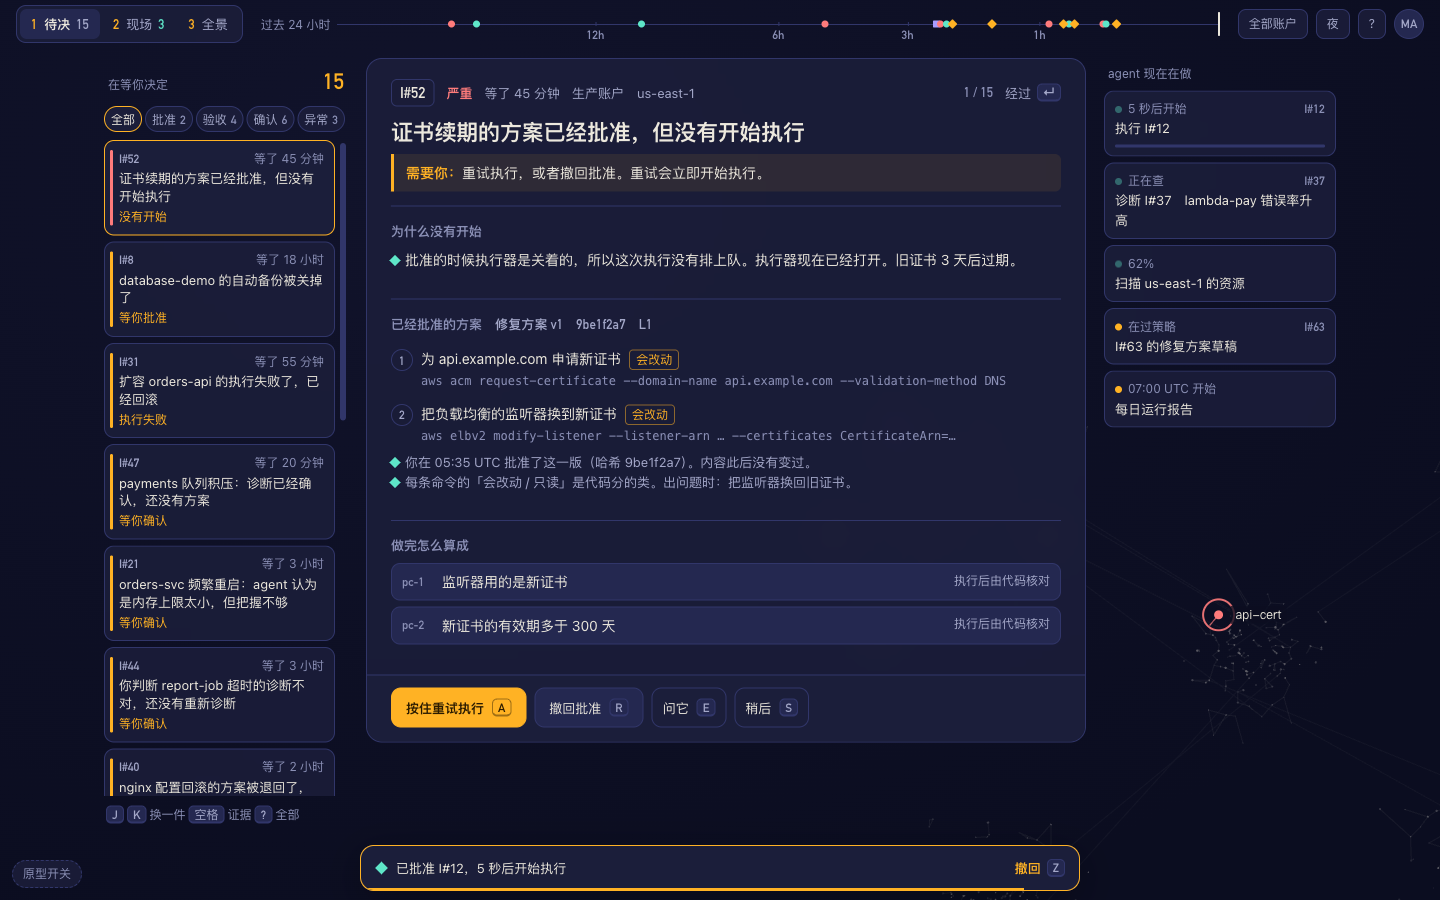 1 待决 15 2 现场 3 3 全景
过去 24 小时
12h 6h 3h 1h
全部账户 夜 ? MA
在等你决定 15
全部 批准 2 验收 4 确认 6 异常 3
I#52 等了 45 分钟
证书续期的方案已经批准，但没有
开始执行
没有开始
I#8 等了 18 小时
database-demo 的自动备份被关掉
了
等你批准
I#31 等了 55 分钟
扩容 orders-api 的执行失败了，已
经回滚
执行失败
I#47 等了 20 分钟
payments 队列积压：诊断已经确
认，还没有方案
等你确认
I#21 等了 3 小时
orders-svc 频繁重启：agent 认为
是内存上限太小，但把握不够
等你确认
I#44 等了 3 小时
你判断 report-job 超时的诊断不
对，还没有重新诊断
等你确认
I#40 等了 2 小时
nginx 配置回滚的方案被退回了，
J K 换一件 空格 证据 ? 全部
原型开关
I#52 严重 等了 45 分钟 生产账户 us-east-1 1 / 15 经过 ↵
证书续期的方案已经批准，但没有开始执行
需要你：重试执行，或者撤回批准。重试会立即开始执行。
为什么没有开始
批准的时候执行器是关着的，所以这次执行没有排上队。执行器现在已经打开。旧证书 3 天后过期。
已经批准的方案 修复方案 v1 9be1f2a7 L1
1 为 api.example.com 申请新证书 会改动
aws acm request-certificate --domain-name api.example.com --validation-method DNS
2 把负载均衡的监听器换到新证书 会改动
aws elbv2 modify-listener --listener-arn … --certificates CertificateArn=…
你在 05:35 UTC 批准了这一版（哈希 9be1f2a7）。内容此后没有变过。
每条命令的「会改动 / 只读」是代码分的类。出问题时：把监听器换回旧证书。
做完怎么算成
pc-1 监听器用的是新证书 执行后由代码核对
pc-2 新证书的有效期多于 300 天 执行后由代码核对
按住重试执行 A 撤回批准 R 问它 E 稍后 S
已批准 I#12，5 秒后开始执行 撤回 Z
agent 现在在做
5 秒后开始 I#12
执行 I#12
正在查 I#37
诊断 I#37 lambda-pay 错误率升
高
62%
扫描 us-east-1 的资源
在过策略 I#63
I#63 的修复方案草稿
07:00 UTC 开始
每日运行报告
api-cert